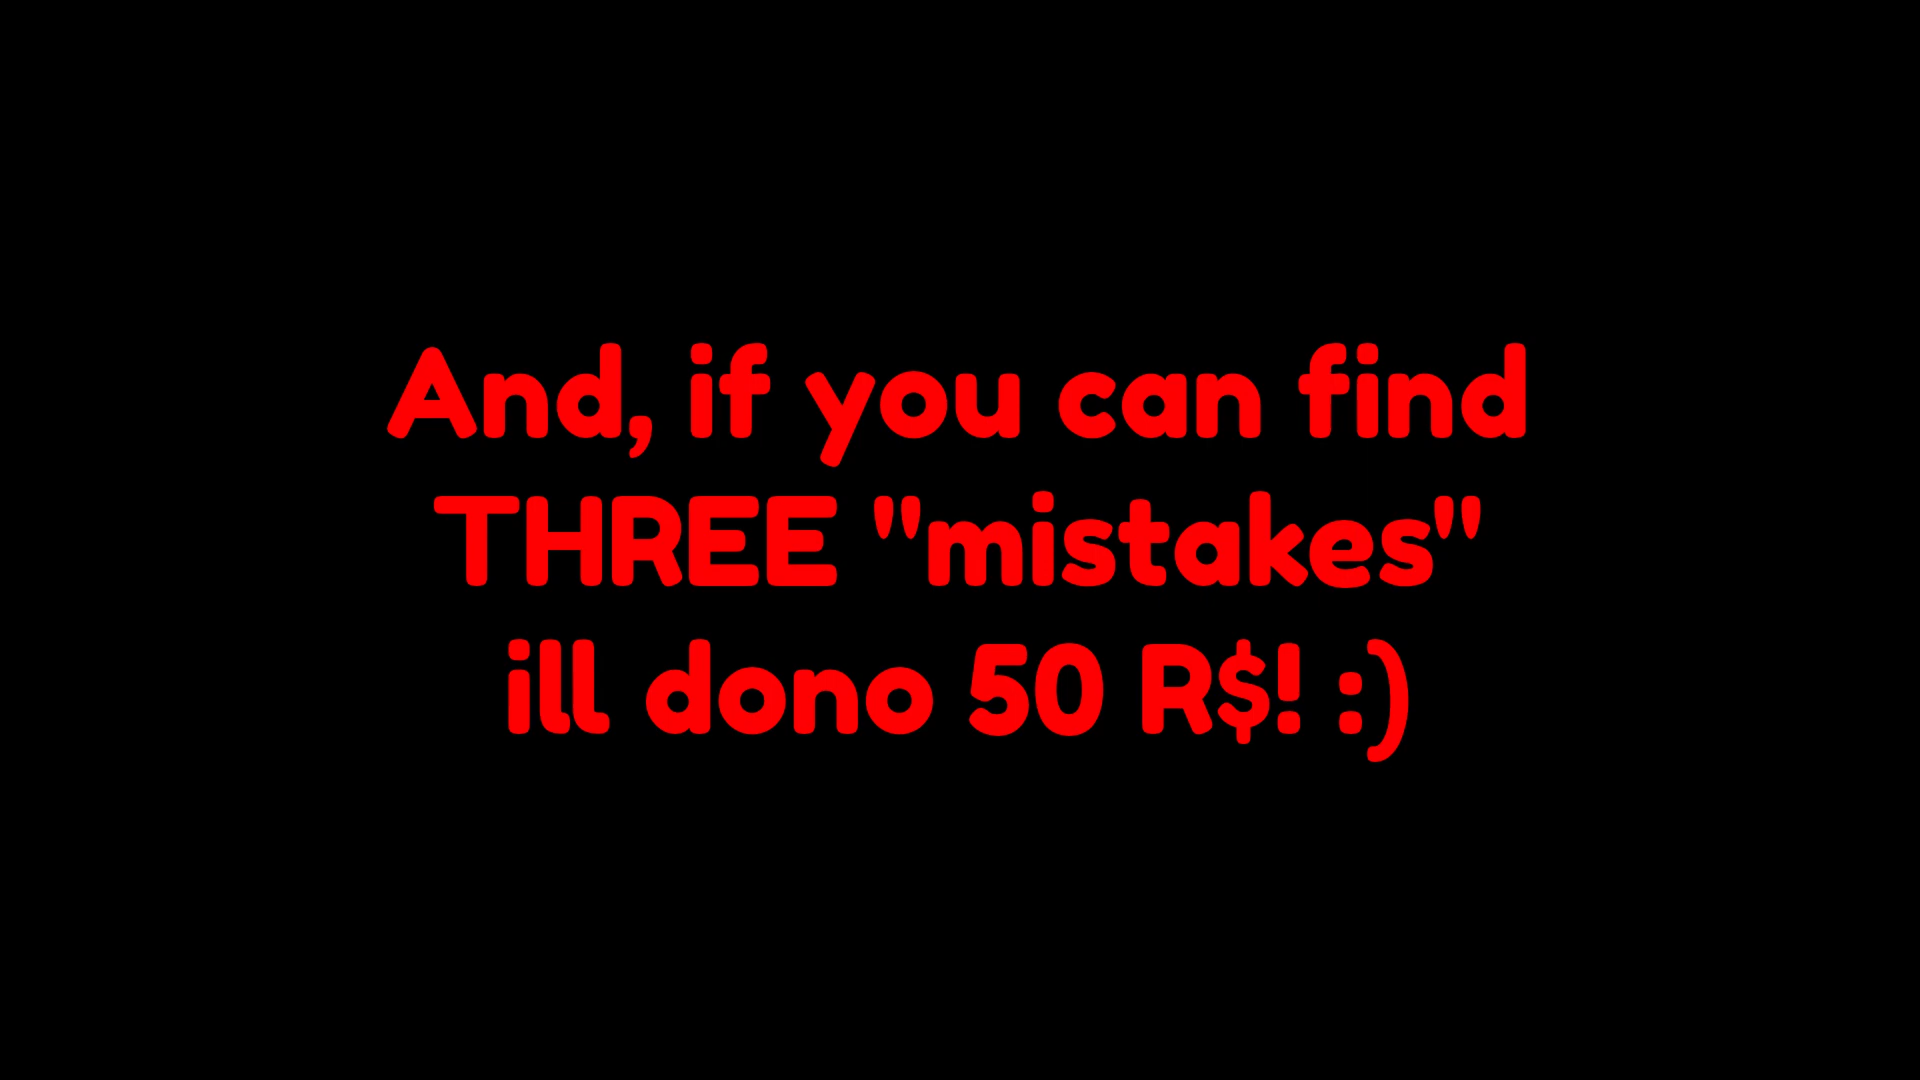 And, if you can find
THREE "mistakes"
ill dono 50 R$! :)